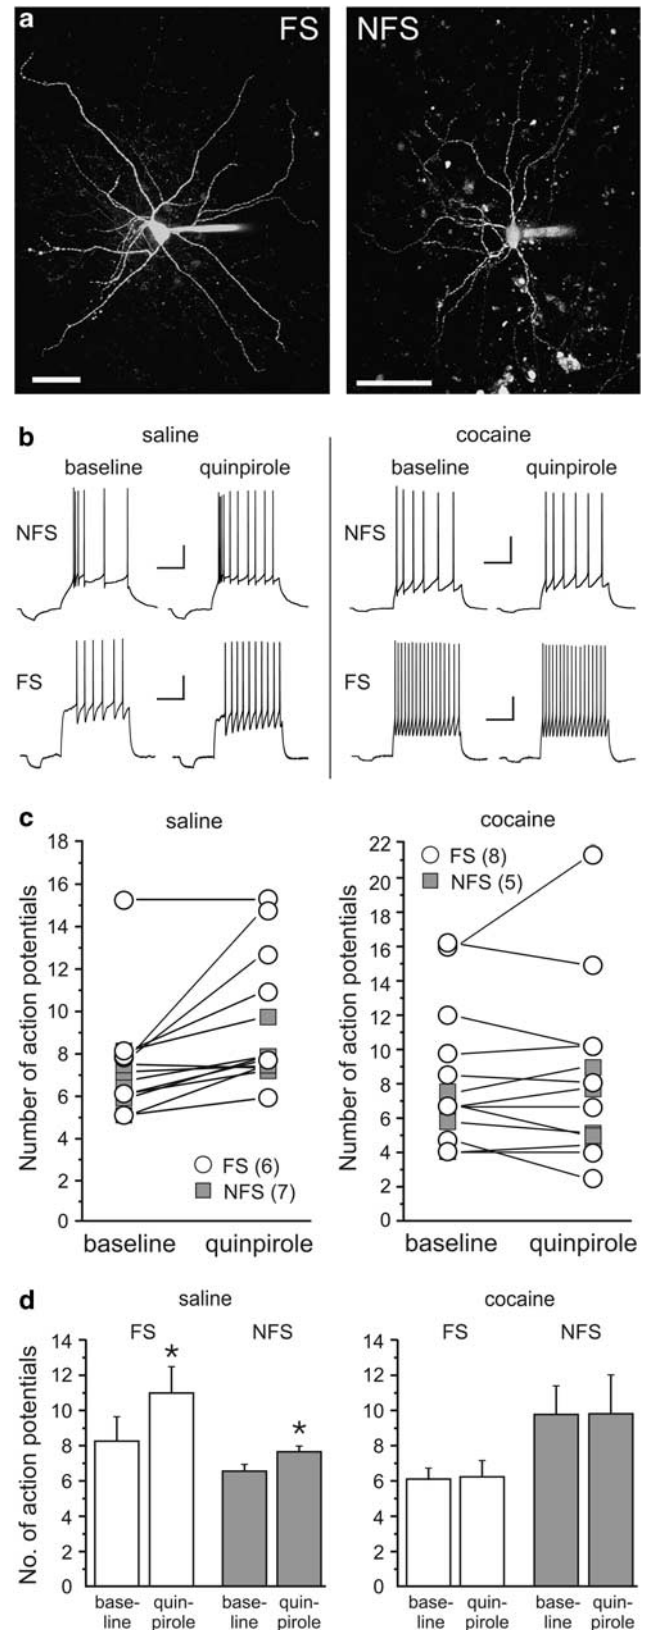 a FS NFS
b saline cocaine
baseline quinpirole baseline quinpirole
NFS NFS
FS FS
c saline cocaine
Number of action potentials
18
16
14
12
10
8
6
4
2
0
FS (6)
NFS (7)
baseline quinpirole
Number of action potentials
22
20
18
16
14
12
10
8
6
4
2
0
FS (8)
NFS (5)
baseline quinpirole
d saline cocaine
No. of action potentials
FS NFS
14
12
10
8
6
4
2
0
* *
base- quin- base- quin-
line pirole line pirole
FS NFS
14
12
10
8
6
4
2
0
base- quin- base- quin-
line pirole line pirole